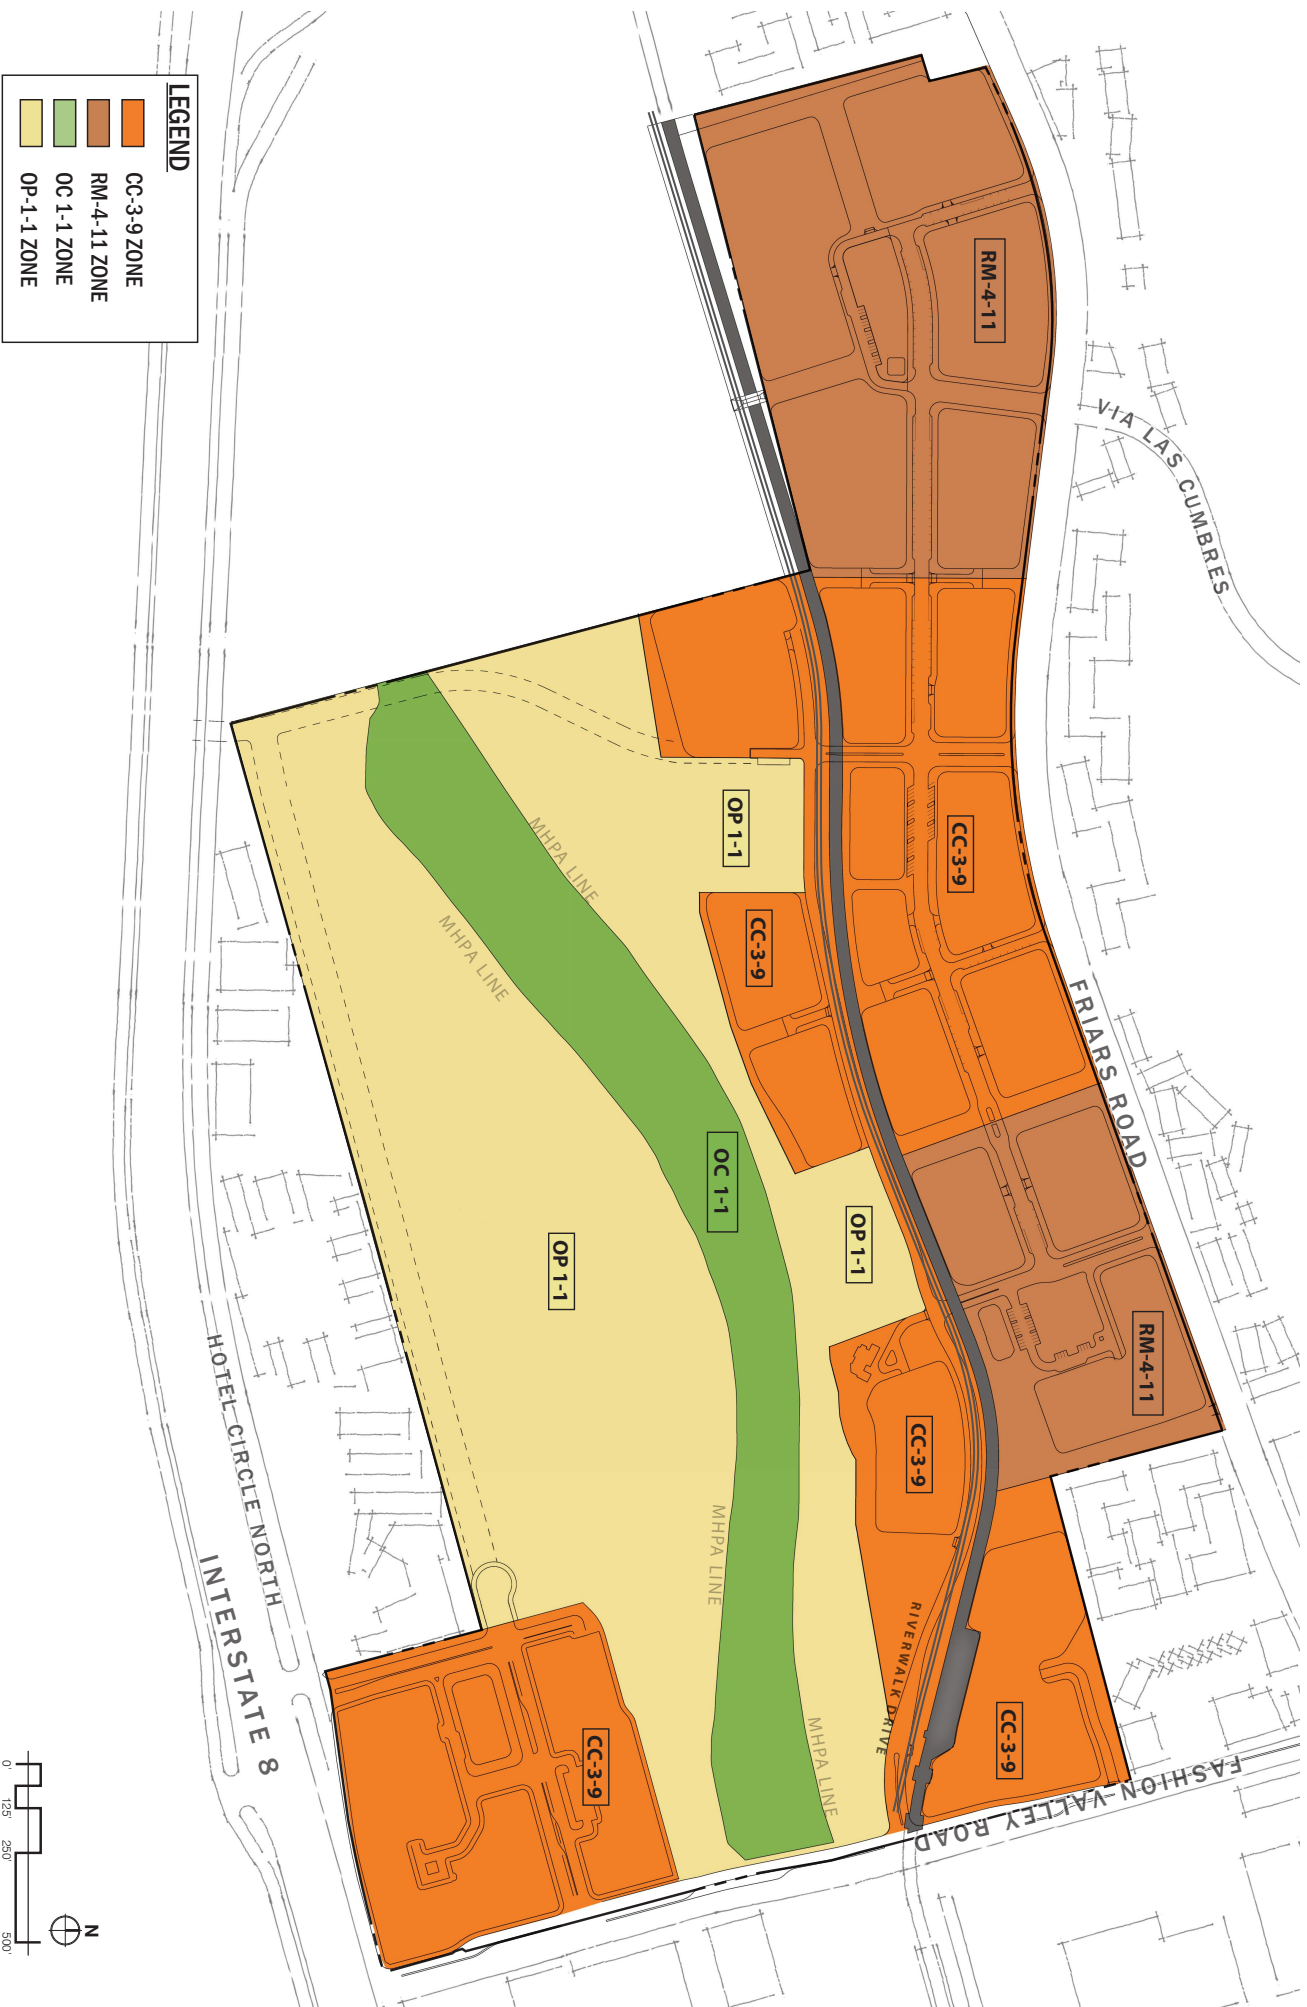 VIA LAS CUMBRES
FRIARS ROAD
RM-4-11
CC-3-9
RM-4-11
OP 1-1
CC-3-9
OP 1-1
CC-3-9
CC-3-9
MHPA LINE
MHPA LINE
OC 1-1
OP 1-1
MHPA LINE
MHPA LINE
RIVERWALK DRIVE
FASHION VALLEY ROAD
CC-3-9
HOTEL CIRCLE NORTH
INTERSTATE 8
LEGEND
CC-3-9 ZONE
RM-4-11 ZONE
OC 1-1 ZONE
OP-1-1 ZONE
N
0' 125' 250' 500'